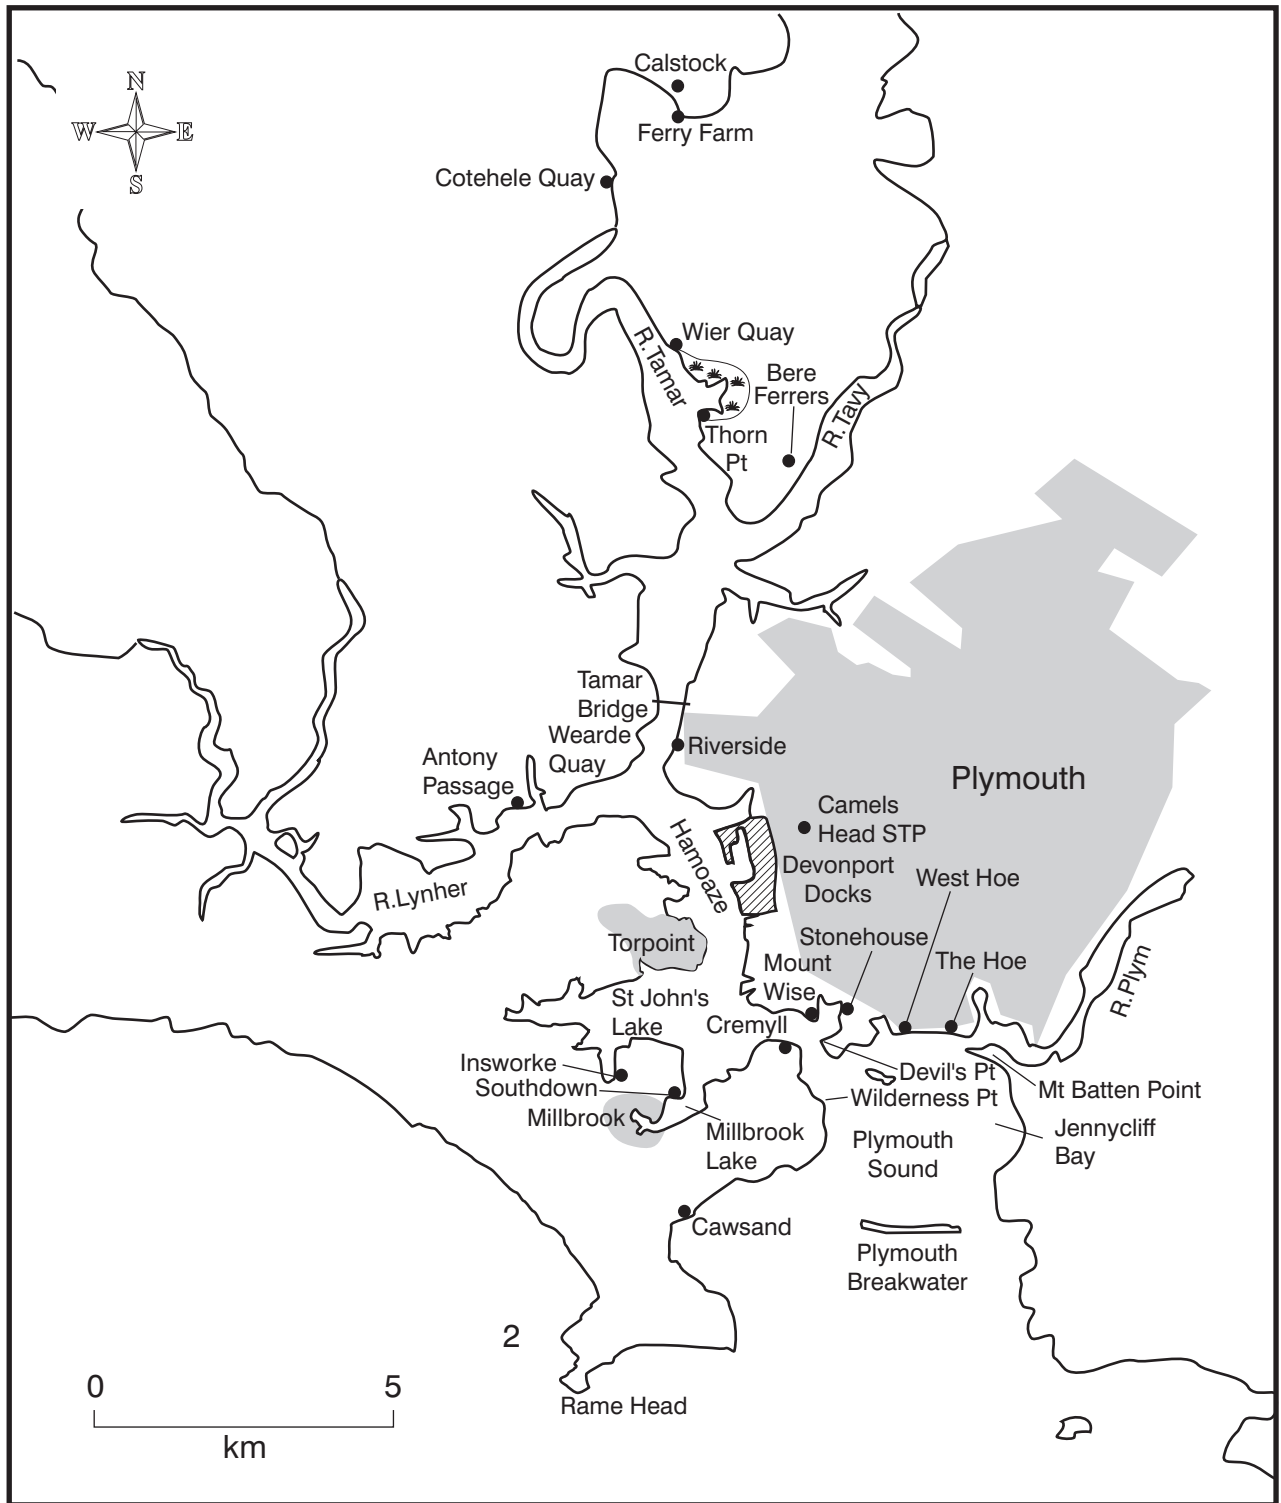 Calstock
N
W
E
S
Ferry Farm
Cotehele Quay
Wier Quay
R.Tamar
Bere
Ferrers
R.Tavy
Thorn
Pt
Tamar
Bridge
Wearde
Quay
Riverside
Antony
Passage
Plymouth
Camels
Head STP
Hamoaze
Devonport
Docks
West Hoe
R.Lynher
Stonehouse
Torpoint
The Hoe
Mount
Wise
R.Plym
St John's
Lake
Cremyll
Insworke
Southdown
Millbrook
Devil's Pt
Wilderness Pt
Mt Batten Point
Millbrook
Lake
Plymouth
Sound
Jennycliff
Bay
Cawsand
Plymouth
Breakwater
2
0
5
km
Rame Head